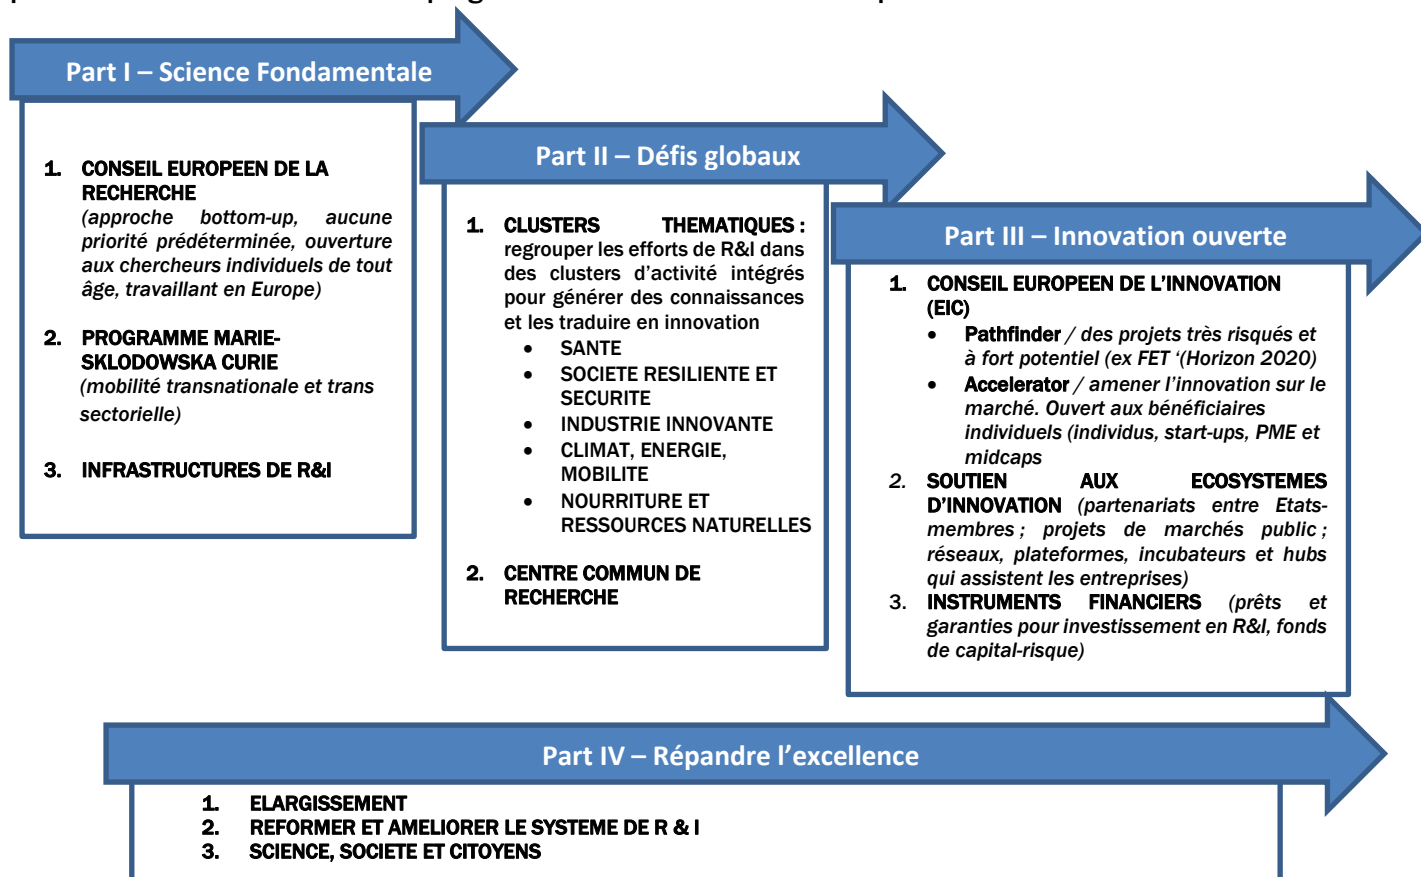 Part I – Science Fondamentale
1. CONSEIL EUROPEEN DE LA
RECHERCHE
(approche bottom-up, aucune
priorité prédéterminée, ouverture
aux chercheurs individuels de tout
âge, travaillant en Europe)
2. PROGRAMME MARIE-
SKLODOWSKA CURIE
(mobilité transnationale et trans
sectorielle)
3. INFRASTRUCTURES DE R&I
Part II – Défis globaux
1. CLUSTERS THEMATIQUES :
regrouper les efforts de R&I dans
des clusters d’activité intégrés
pour générer des connaissances
et les traduire en innovation
• SANTE
• SOCIETE RESILIENTE ET
SECURITE
• INDUSTRIE INNOVANTE
• CLIMAT, ENERGIE,
MOBILITE
• NOURRITURE ET
RESSOURCES NATURELLES
2. CENTRE COMMUN DE
RECHERCHE
Part III – Innovation ouverte
1. CONSEIL EUROPEEN DE L’INNOVATION
(EIC)
• Pathfinder / des projets très risqués et
à fort potentiel (ex FET ‘(Horizon 2020)
• Accelerator / amener l’innovation sur le
marché. Ouvert aux bénéficiaires
individuels (individus, start-ups, PME et
midcaps
2. SOUTIEN AUX ECOSYSTEMES
D’INNOVATION (partenariats entre Etats-
membres ; projets de marchés public ;
réseaux, plateformes, incubateurs et hubs
qui assistent les entreprises)
3. INSTRUMENTS FINANCIERS (prêts et
garanties pour investissement en R&I, fonds
de capital-risque)
Part IV – Répandre l’excellence
1. ELARGISSEMENT
2. REFORMER ET AMELIORER LE SYSTEME DE R & I
3. SCIENCE, SOCIETE ET CITOYENS